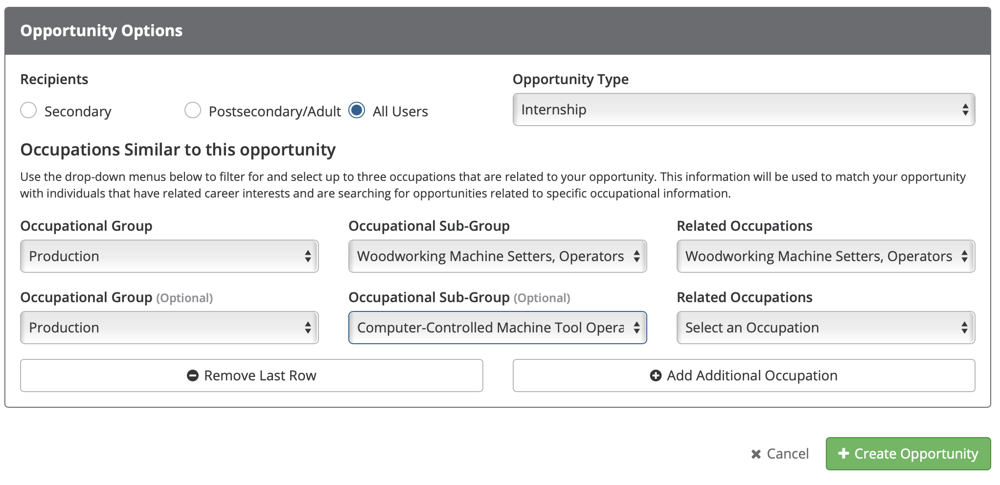 Opportunity Options
Recipients
Secondary
Postsecondary/Adult
All Users
Opportunity Type
Internship
Occupations Similar to this opportunity
Use the drop-down menus below to filter for and select up to three occupations that are related to your opportunity. This information will be used to match your opportunity
with individuals that have related career interests and are searching for opportunities related to specific occupational information.
Occupational Group
Production
Occupational Sub-Group
Woodworking Machine Setters, Operators
Related Occupations
Woodworking Machine Setters, Operators
Occupational Group (Optional)
Production
Occupational Sub-Group (Optional)
Computer-Controlled Machine Tool Opera
Related Occupations
Select an Occupation
Remove Last Row
Add Additional Occupation
Cancel
Create Opportunity